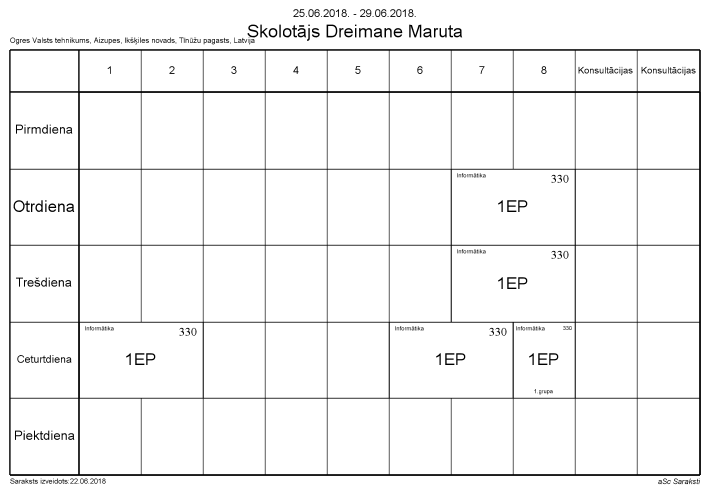 25.06.2018. - 29.06.2018.
Skolotājs Dreimane Maruta
Ogres Valsts tehnikums, Aizupes, Ikšķiles novads, Tīnūžu pagasts, Latvija
1 2 3 4 5 6 7 8 Konsultācijas Konsultācijas
Pirmdiena
Otrdiena
Informātika 330
1EP
Trešdiena
Informātika 330
1EP
Ceturtdiena
Informātika 330
1EP
Informātika 330
1EP
Informātika 330
1EP
1.grupa
Piektdiena
Saraksts izveidots:22.06.2018
aSc Saraksti